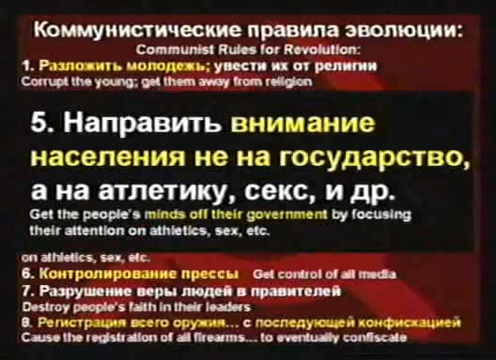 Коммунистические правила эволюции:
Communist Rules for Revolution:
1. Разложить молодежь; увести их от религии
Corrupt the young; get them away from religion
5. Направить внимание
населения не на государство,
а на атлетику, секс, и др.
Get the people's minds off their government by focusing
their attention on athletics, sex, etc.
on athletics, sex, etc.
6. Контролирование прессы Get control of all media
7. Разрушение веры людей в правителей
Destroy people's faith in their leaders
8. Регистрация всего оружия... с последующей конфискацией
Cause the registration of all firearms... to eventually confiscate